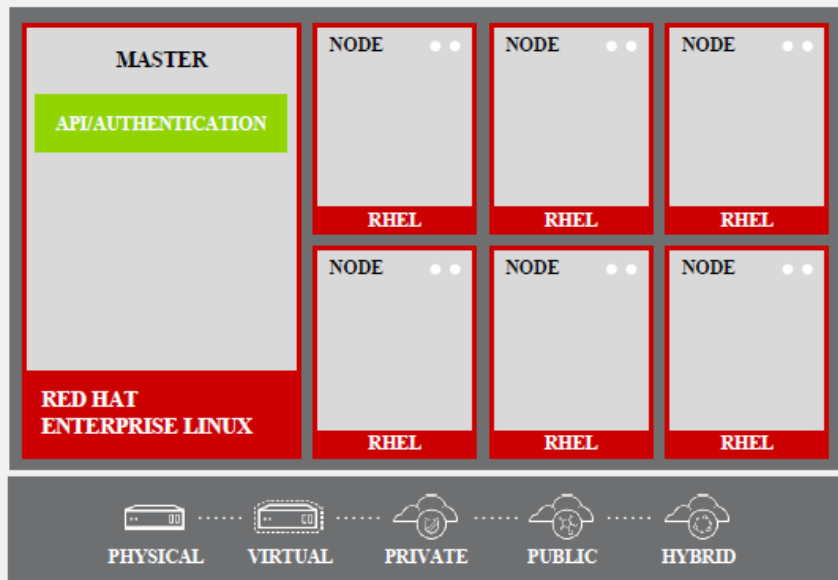 MASTER
API/AUTHENTICATION
RED HAT
ENTERPRISE LINUX
NODE
RHEL
NODE
RHEL
NODE
RHEL
NODE
RHEL
NODE
RHEL
NODE
RHEL
PHYSICAL
VIRTUAL
PRIVATE
PUBLIC
HYBRID